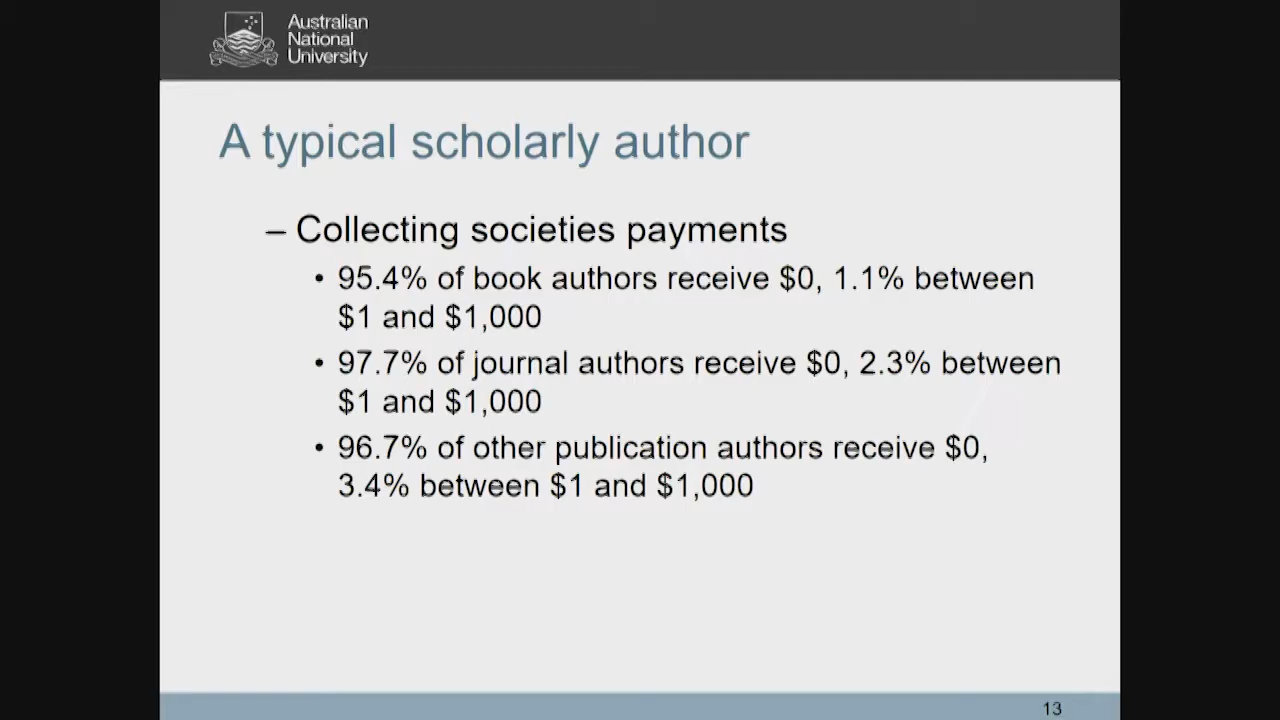 Australian
National
University
A typical scholarly author
– Collecting societies payments
• 95.4% of book authors receive $0, 1.1% between
$1 and $1,000
• 97.7% of journal authors receive $0, 2.3% between
$1 and $1,000
• 96.7% of other publication authors receive $0,
3.4% between $1 and $1,000
13